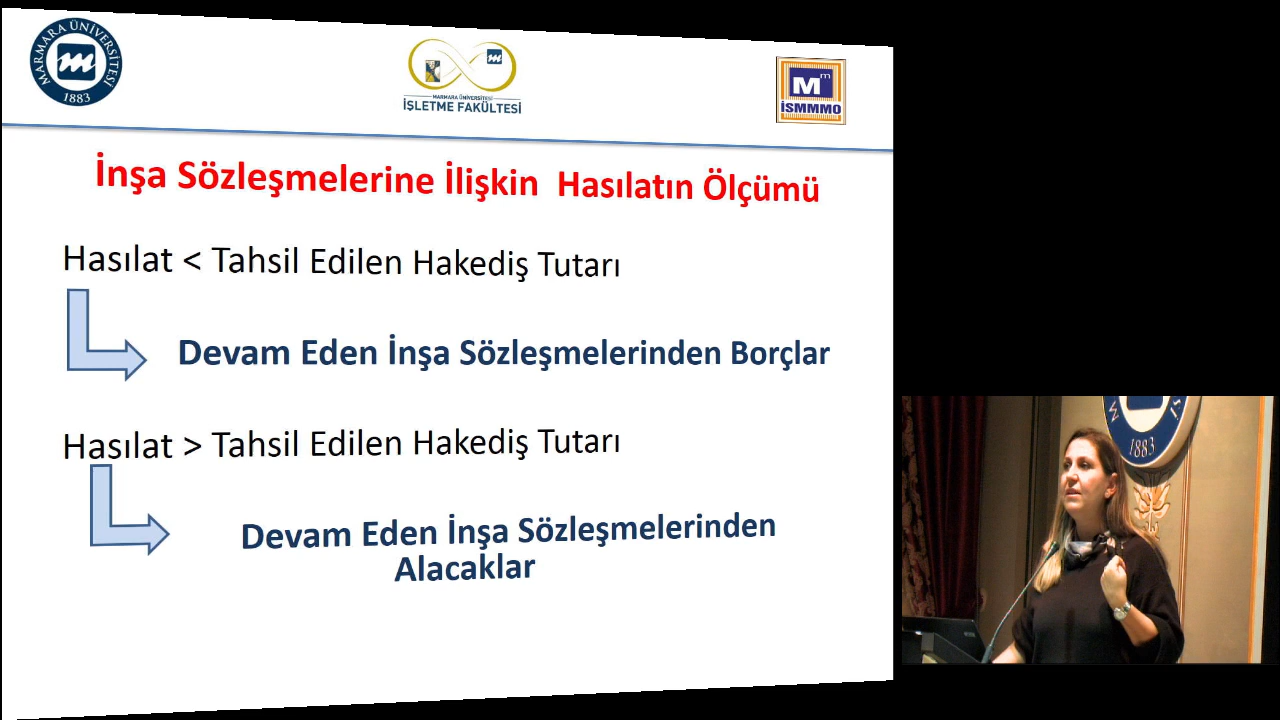 MARMARA ÜNİVERSİTESİ
1883
MARMARA ÜNİVERSİTESİ
İŞLETME FAKÜLTESİ
Mm
İSMMMO
İnşa Sözleşmelerine İlişkin Hasılatın Ölçümü
Hasılat < Tahsil Edilen Hakediş Tutarı
Devam Eden İnşa Sözleşmelerinden Borçlar
Hasılat > Tahsil Edilen Hakediş Tutarı
Devam Eden İnşa Sözleşmelerinden
Alacaklar
1883